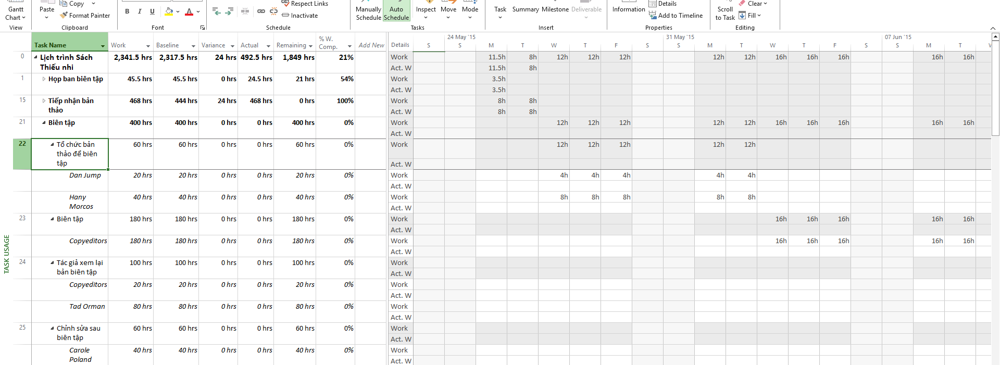 Gantt Chart
View
Paste
Copy
Format Painter
Clipboard
B I U A
Font
Respect Links
Inactivate
Schedule
Manually Schedule
Auto Schedule
Inspect
Move
Mode
Tasks
Task
Summary
Milestone
Deliverable
Insert
Information
Details
Add to Timeline
Properties
Scroll to Task
Clear
Fill
Editing
TASK USAGE
Task Name Work Baseline Variance Actual Remaining % W. Comp. Add New Details
24 May '15 31 May '15 07 Jun '15
S S M T W T F S S M T W T F S S M T
0 Lịch trình Sách Thiếu nhi 2,341.5 hrs 2,317.5 hrs 24 hrs 492.5 hrs 1,849 hrs 21% Work 11.5h 8h 12h 12h 12h 12h 12h 16h 16h 16h 16h 16h
Act. W 11.5h 8h
1 Họp ban biên tập 45.5 hrs 45.5 hrs 0 hrs 24.5 hrs 21 hrs 54% Work 3.5h
Act. W 3.5h
15 Tiếp nhận bản thảo 468 hrs 444 hrs 24 hrs 468 hrs 0 hrs 100% Work 8h 8h
Act. W 8h 8h
21 Biên tập 400 hrs 400 hrs 0 hrs 0 hrs 400 hrs 0% Work 12h 12h 12h 12h 12h 16h 16h 16h 16h 16h
Act. W
22 Tổ chức bản thảo để biên tập 60 hrs 60 hrs 0 hrs 0 hrs 60 hrs 0% Work 12h 12h 12h 12h 12h
Act. W
Dan Jump 20 hrs 20 hrs 0 hrs 0 hrs 20 hrs 0% Work 4h 4h 4h 4h 4h
Act. W
Hany Morcos 40 hrs 40 hrs 0 hrs 0 hrs 40 hrs 0% Work 8h 8h 8h 8h 8h
Act. W
23 Biên tập 180 hrs 180 hrs 0 hrs 0 hrs 180 hrs 0% Work 16h 16h 16h 16h 16h
Act. W
Copyeditors 180 hrs 180 hrs 0 hrs 0 hrs 180 hrs 0% Work 16h 16h 16h 16h 16h
Act. W
24 Tác giả xem lại bản biên tập 100 hrs 100 hrs 0 hrs 0 hrs 100 hrs 0% Work
Act. W
Copyeditors 20 hrs 20 hrs 0 hrs 0 hrs 20 hrs 0% Work
Act. W
Tad Orman 80 hrs 80 hrs 0 hrs 0 hrs 80 hrs 0% Work
Act. W
25 Chỉnh sửa sau biên tập 60 hrs 60 hrs 0 hrs 0 hrs 60 hrs 0% Work
Act. W
Carole Poland 40 hrs 40 hrs 0 hrs 0 hrs 40 hrs 0% Work
Act. W